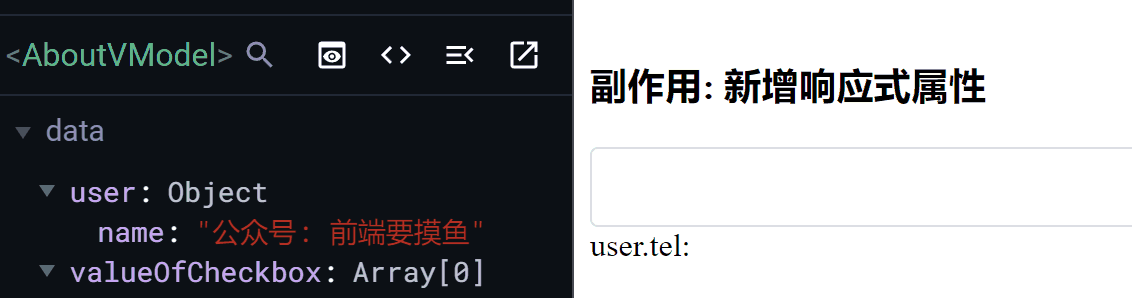 <AboutVModel>
data
user: Object
name: "公众号：前端要摸鱼"
valueOfCheckbox: Array[0]
副作用: 新增响应式属性
user.tel: